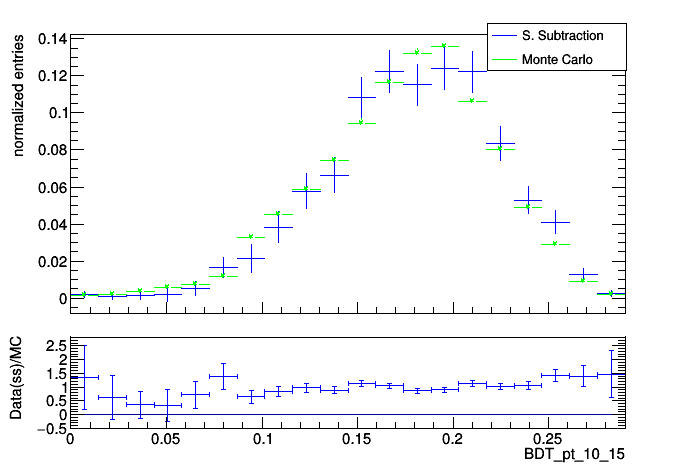 S. Subtraction
Monte Carlo
normalized entries
0.14
0.12
0.1
0.08
0.06
0.04
0.02
0
Data(ss)/MC
2.5
2
1.5
1
0.5
0
−0.5
0 0.05 0.1 0.15 0.2 0.25
BDT_pt_10_15